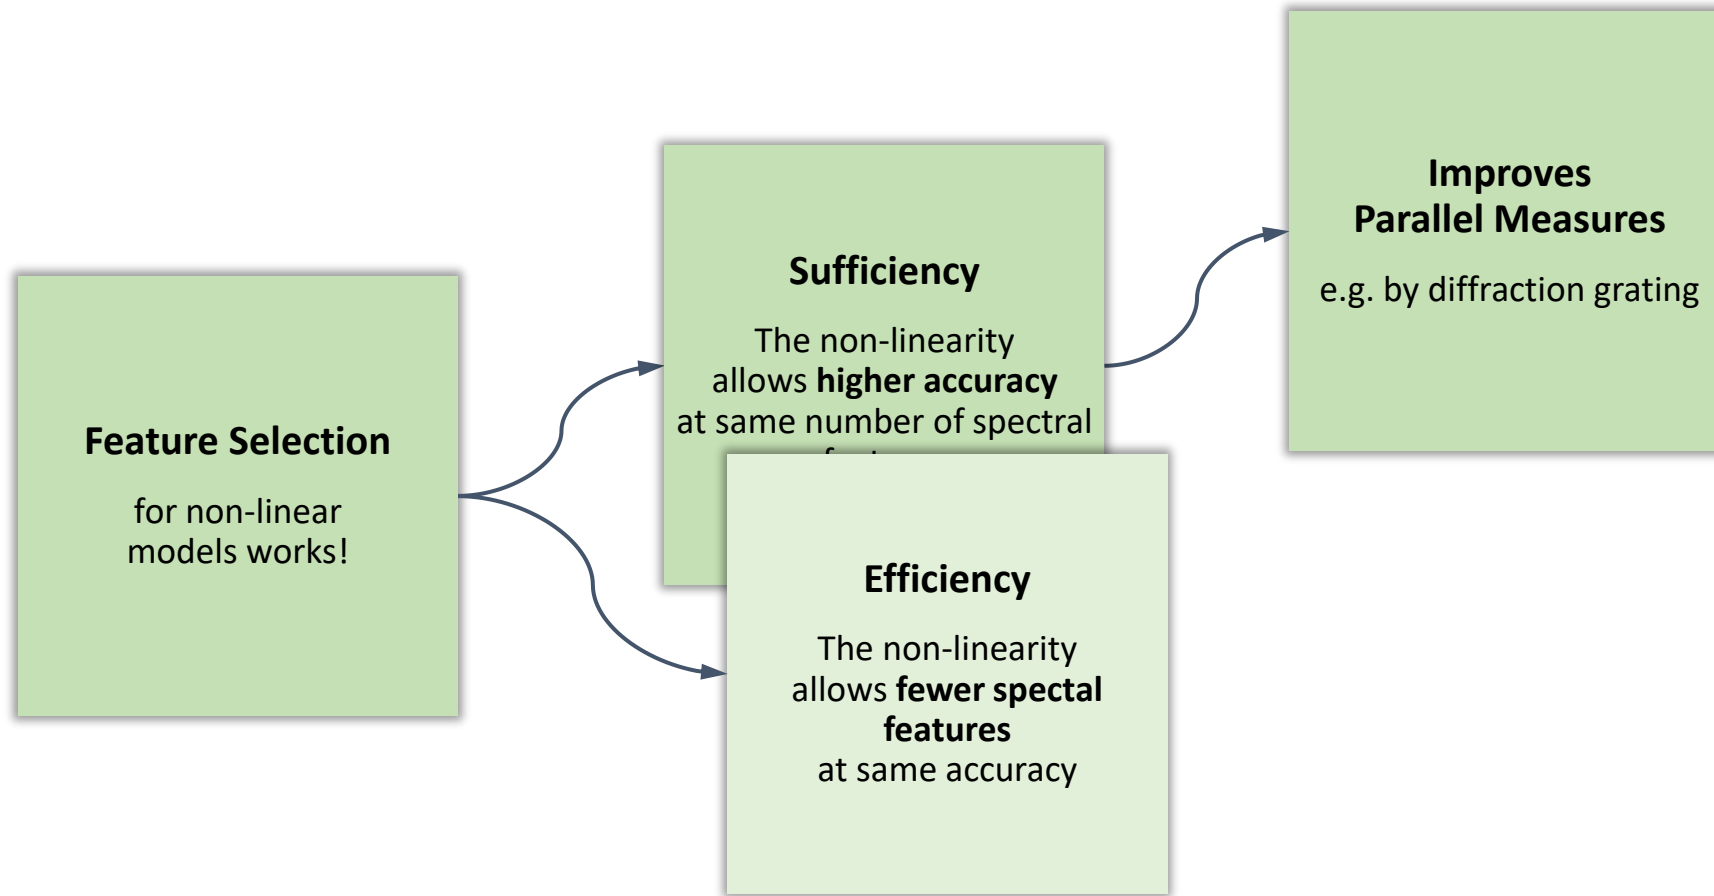 Feature Selection
for non-linear
models works!
Sufficiency
The non-linearity
allows higher accuracy
at same number of spectral
Efficiency
The non-linearity
allows fewer spectal
features
at same accuracy
Improves
Parallel Measures
e.g. by diffraction grating